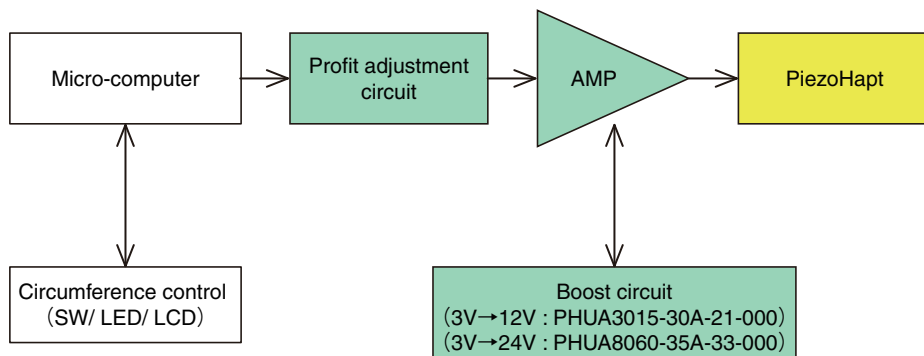 Micro-computer
Profit adjustment
circuit
AMP
PiezoHapt
Circumference control
(SW/ LED/ LCD)
Boost circuit
(3V→12V : PHUA3015-30A-21-000)
(3V→24V : PHUA8060-35A-33-000)